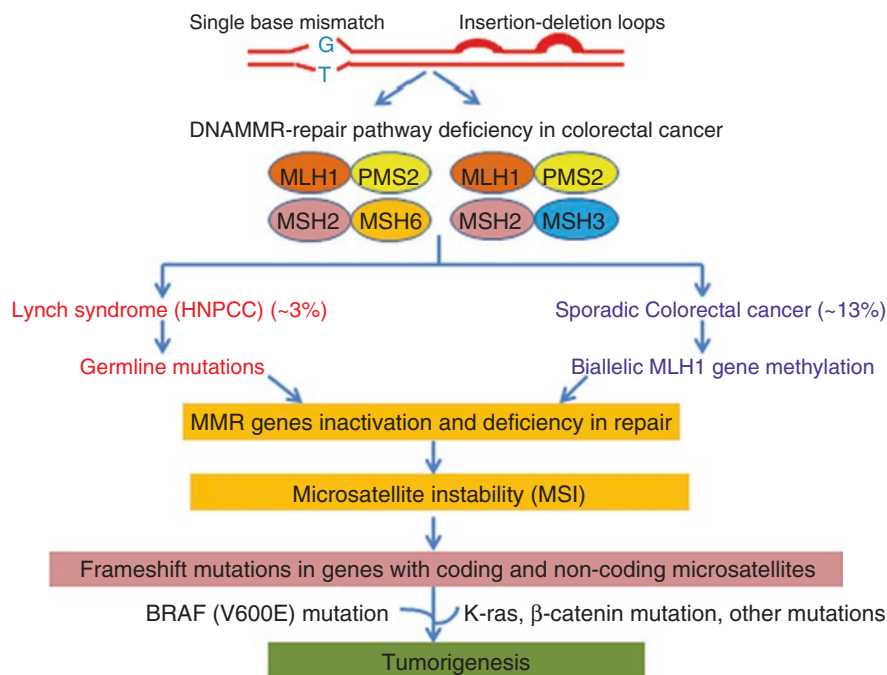 Single base mismatch
Insertion-deletion loops
G
T
DNAMMR-repair pathway deficiency in colorectal cancer
MLH1 PMS2 MLH1 PMS2
MSH2 MSH6 MSH2 MSH3
Lynch syndrome (HNPCC) (~3%)
Sporadic Colorectal cancer (~13%)
Germline mutations
Biallelic MLH1 gene methylation
MMR genes inactivation and deficiency in repair
Microsatellite instability (MSI)
Frameshift mutations in genes with coding and non-coding microsatellites
BRAF (V600E) mutation
K-ras, β-catenin mutation, other mutations
Tumorigenesis